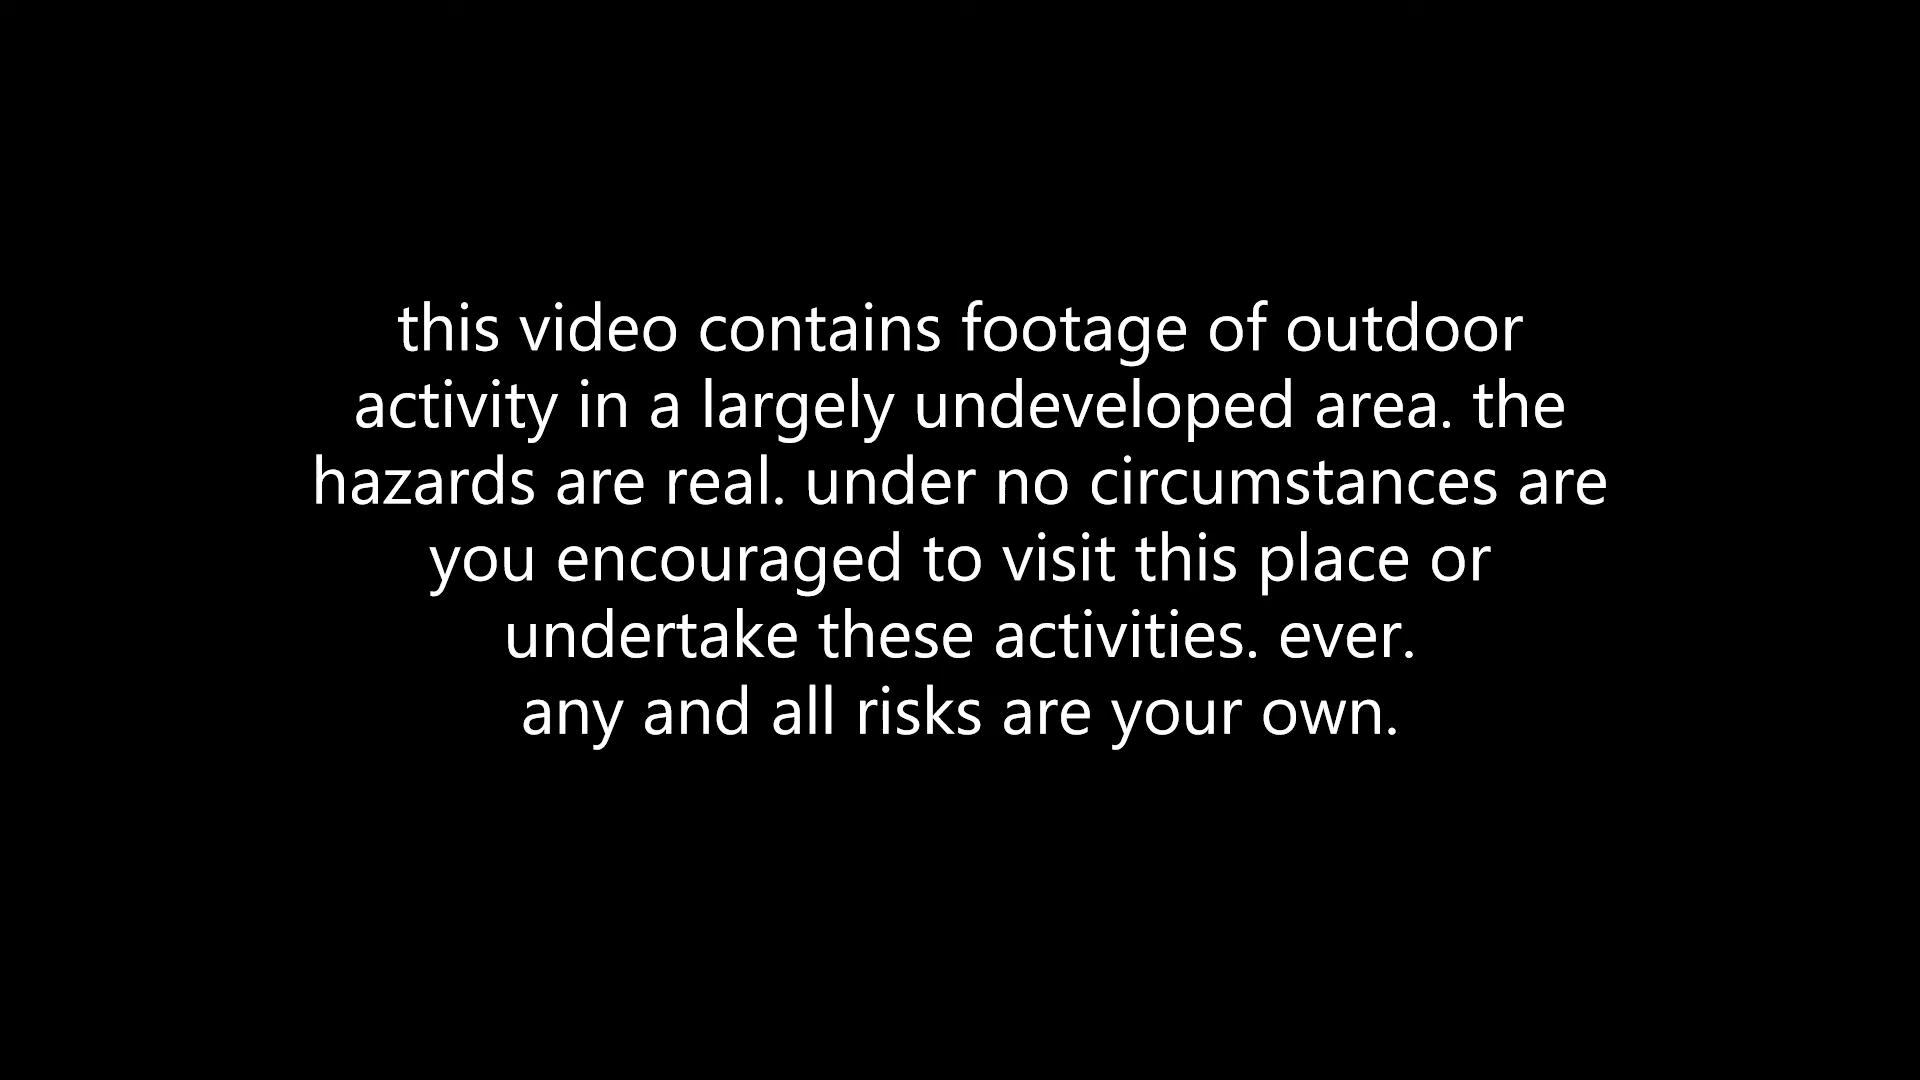 this video contains footage of outdoor
activity in a largely undeveloped area. the
hazards are real. under no circumstances are
you encouraged to visit this place or
undertake these activities. ever.
any and all risks are your own.